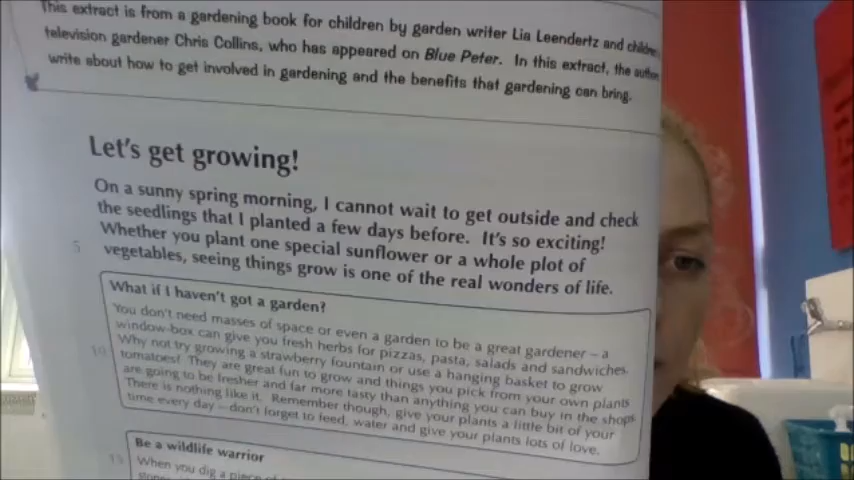 This extract is from a gardening book for children by garden writer Lia Leendertz and
television gardener Chris Collins, who has appeared on Blue Peter. In this extract, the
write about how to get involved in gardening and the benefits that gardening can bring.
Let's get growing!
On a sunny spring morning, I cannot wait to get outside and check
the seedlings that I planted a few days before. It's so exciting!
5 Whether you plant one special sunflower or a whole plot of
vegetables, seeing things grow is one of the real wonders of life.
What if I haven't got a garden?
You don't need masses of space or even a garden to be a great gardener – a
window-box can give you fresh herbs for pizzas, pasta, salads and sandwiches.
Why not try growing a strawberry fountain or use a hanging basket to grow
10 tomatoes! They are great fun to grow and things you pick from your own plants
are going to be fresher and far more tasty than anything you can buy in the shops.
There is nothing like it. Remember though, give your plants a little bit of your
time every day – don't forget to feed, water and give your plants lots of love.
Be a wildlife warrior
15 When you dig a piece of